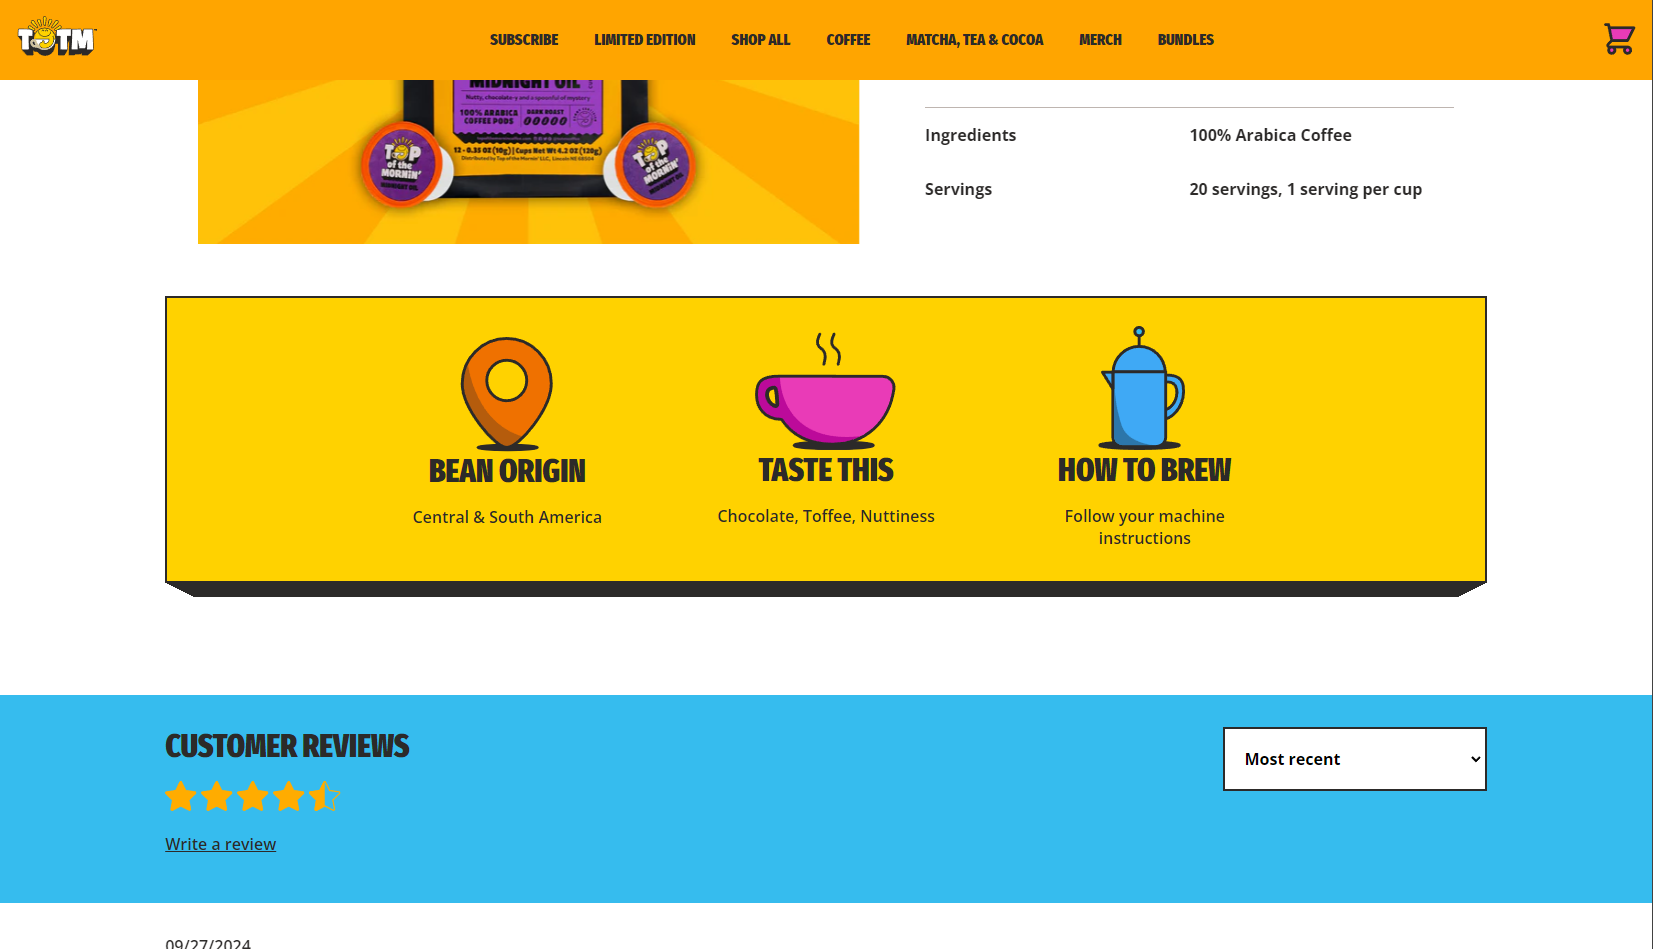 TOTM
SUBSCRIBE
LIMITED EDITION
SHOP ALL
COFFEE
MATCHA, TEA & COCOA
MERCH
BUNDLES
MIDNIGHT OIL
Nutty, chocolate-y and a spoonful of mystery
100% ARABICA
COFFEE PODS
DARK ROAST
12 - 0.35 OZ (10g) | Cups Net Wt 4.2 OZ (120g)
Distributed by Top of the Mornin' LLC, Lincoln NE 68524
TOP
of the
MORNIN'
MIDNIGHT OIL
TOP
of the
MORNIN'
MIDNIGHT OIL
Ingredients
100% Arabica Coffee
Servings
20 servings, 1 serving per cup
BEAN ORIGIN
Central & South America
TASTE THIS
Chocolate, Toffee, Nuttiness
HOW TO BREW
Follow your machine
instructions
CUSTOMER REVIEWS
Most recent
Write a review
09/27/2024